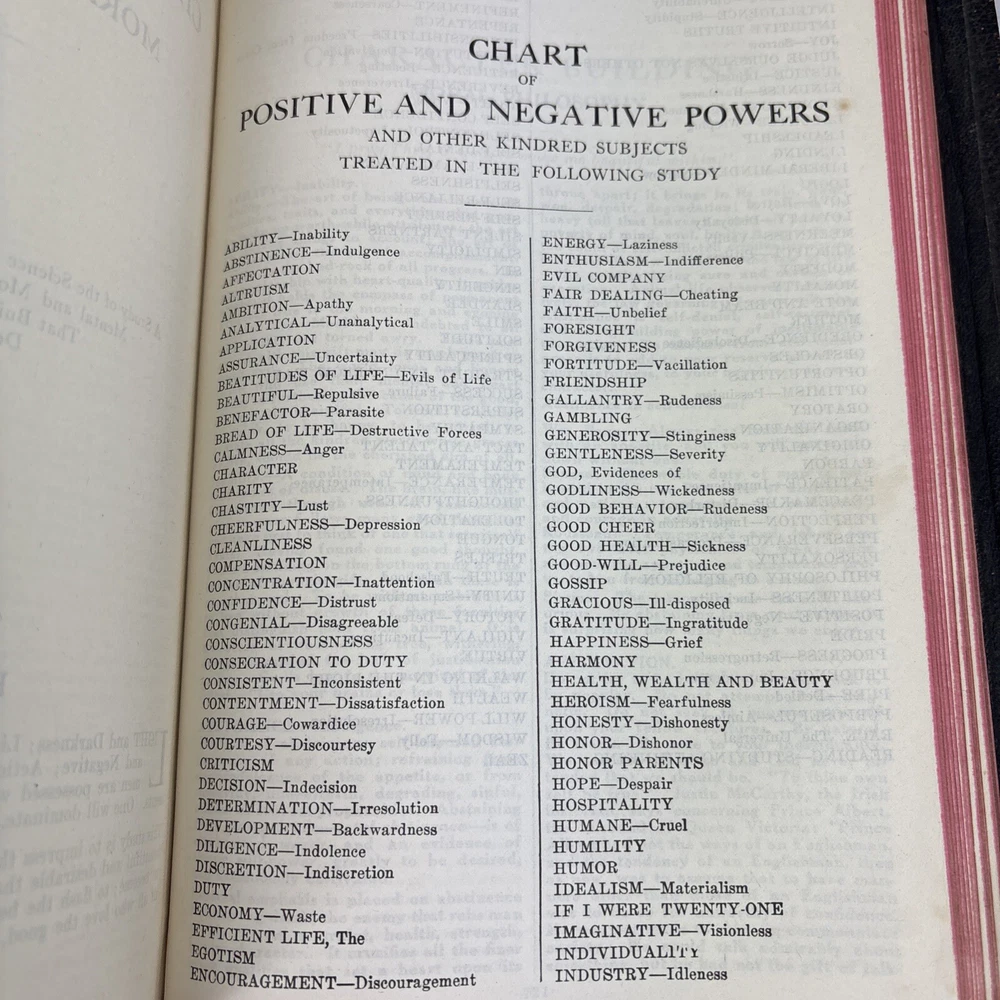 CHART
OF
POSITIVE AND NEGATIVE POWERS
AND OTHER KINDRED SUBJECTS
TREATED IN THE FOLLOWING STUDY
ABILITY—Inability
ABSTINENCE—Indulgence
AFFECTATION
ALTRUISM
AMBITION—Apathy
ANALYTICAL—Unanalytical
APPLICATION
ASSURANCE—Uncertainty
BEATITUDES OF LIFE—Evils of Life
BEAUTIFUL—Repulsive
BENEFACTOR—Parasite
BREAD OF LIFE—Destructive Forces
CALMNESS—Anger
CHARACTER
CHARITY
CHASTITY—Lust
CHEERFULNESS—Depression
CLEANLINESS
COMPENSATION
CONCENTRATION—Inattention
CONFIDENCE—Distrust
CONGENIAL—Disagreeable
CONSCIENTIOUSNESS
CONSECRATION TO DUTY
CONSISTENT—Inconsistent
CONTENTMENT—Dissatisfaction
COURAGE—Cowardice
COURTESY—Discourtesy
CRITICISM
DECISION—Indecision
DETERMINATION—Irresolution
DEVELOPMENT—Backwardness
DILIGENCE—Indolence
DISCRETION—Indiscretion
DUTY
ECONOMY—Waste
EFFICIENT LIFE, The
EGOTISM
ENCOURAGEMENT—Discouragement
ENERGY—Laziness
ENTHUSIASM—Indifference
EVIL COMPANY
FAIR DEALING—Cheating
FAITH—Unbelief
FORESIGHT
FORGIVENESS
FORTITUDE—Vacillation
FRIENDSHIP
GALLANTRY—Rudeness
GAMBLING
GENEROSITY—Stinginess
GENTLENESS—Severity
GOD, Evidences of
GODLINESS—Wickedness
GOOD BEHAVIOR—Rudeness
GOOD CHEER
GOOD HEALTH—Sickness
GOOD-WILL—Prejudice
GOSSIP
GRACIOUS—Ill-disposed
GRATITUDE—Ingratitude
HAPPINESS—Grief
HARMONY
HEALTH, WEALTH AND BEAUTY
HEROISM—Fearfulness
HONESTY—Dishonesty
HONOR—Dishonor
HONOR PARENTS
HOPE—Despair
HOSPITALITY
HUMANE—Cruel
HUMILITY
HUMOR
IDEALISM—Materialism
IF I WERE TWENTY-ONE
IMAGINATIVE—Visionless
INDIVIDUALITY
INDUSTRY—Idleness